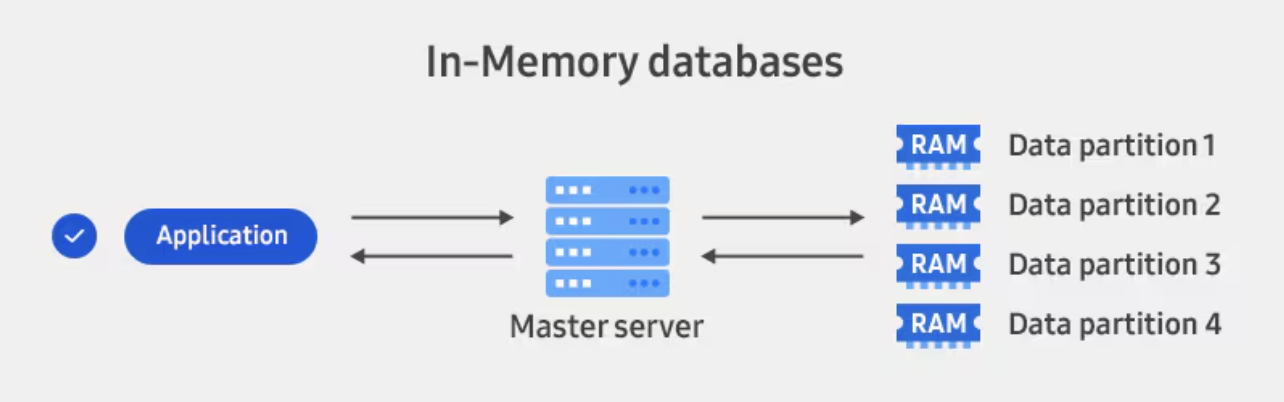 In-Memory databases
Application
Master server
RAM Data partition 1
RAM Data partition 2
RAM Data partition 3
RAM Data partition 4